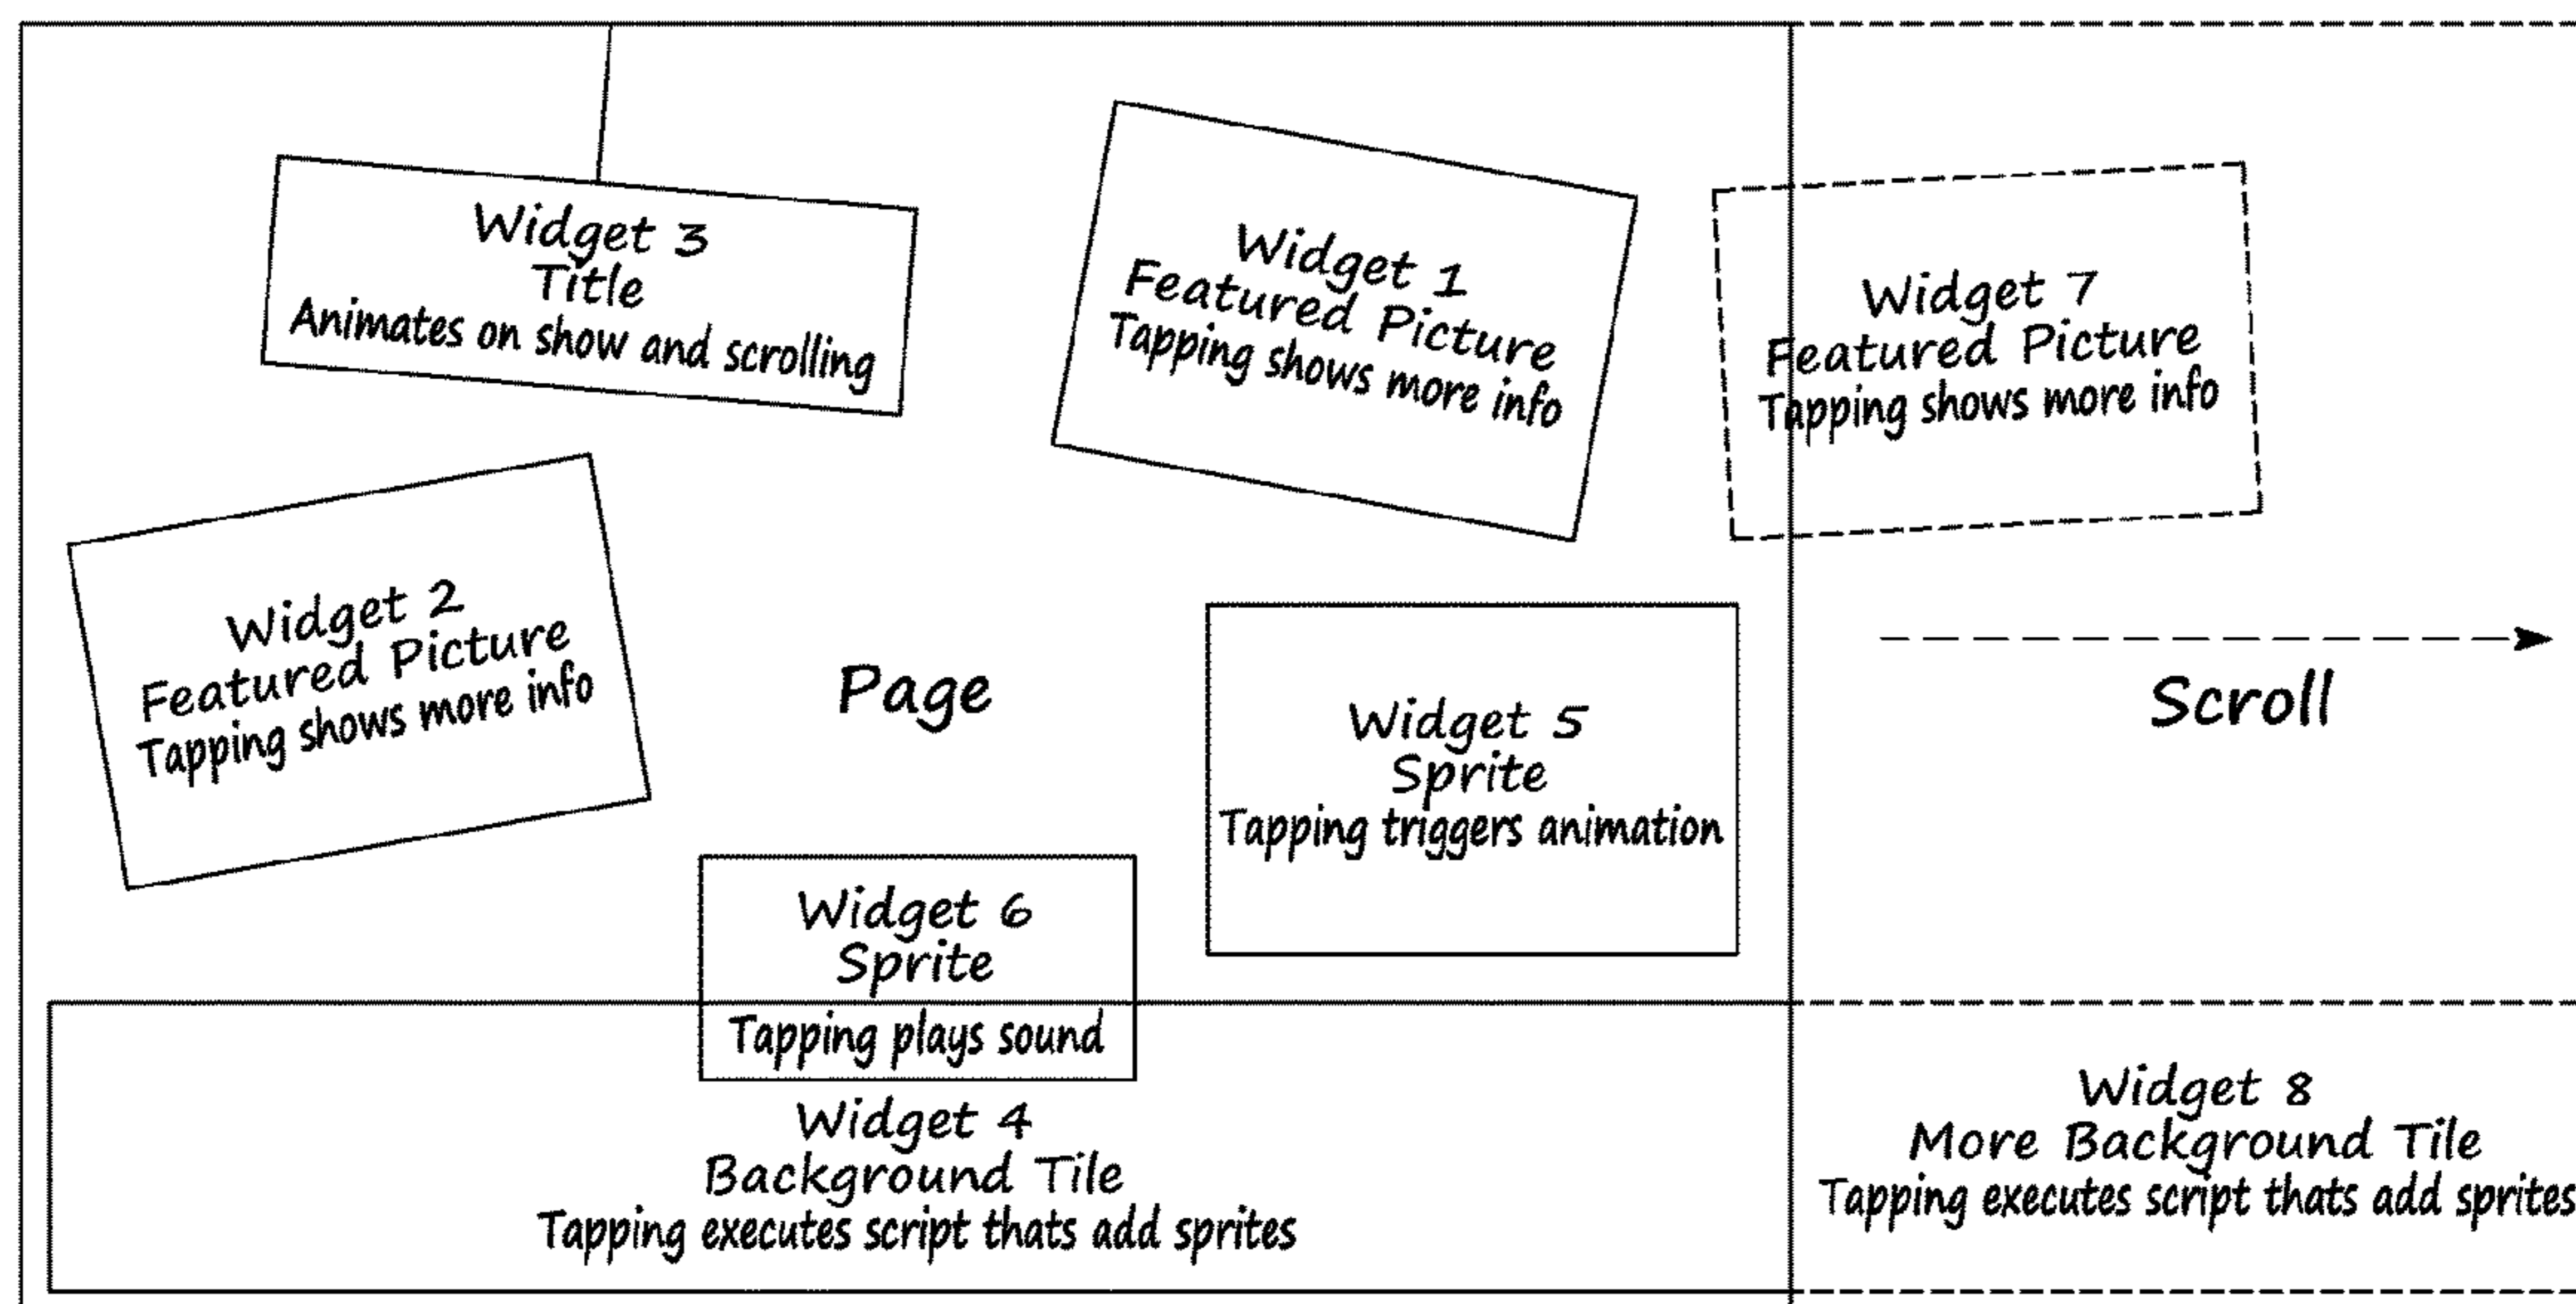 Widget 3
Title
Animates on show and scrolling
Widget 1
Featured Picture
Tapping shows more info
Widget 7
Featured Picture
Tapping shows more info
Widget 2
Featured Picture
Tapping shows more info
Page
Widget 5
Sprite
Tapping triggers animation
Scroll
Widget 6
Sprite
Tapping plays sound
Widget 4
Background Tile
Tapping executes script thats add sprites
Widget 8
More Background Tile
Tapping executes script thats add sprites